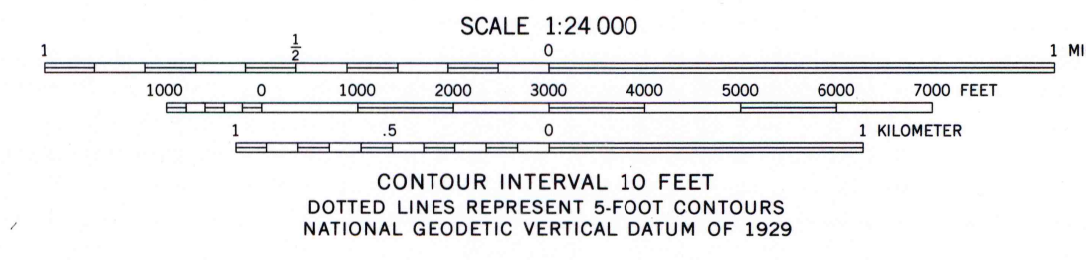 SCALE 1:24 000
1 ½ 0 1 MI
1000 0 1000 2000 3000 4000 5000 6000 7000 FEET
1 .5 0 1 KILOMETER
CONTOUR INTERVAL 10 FEET
DOTTED LINES REPRESENT 5-FOOT CONTOURS
NATIONAL GEODETIC VERTICAL DATUM OF 1929